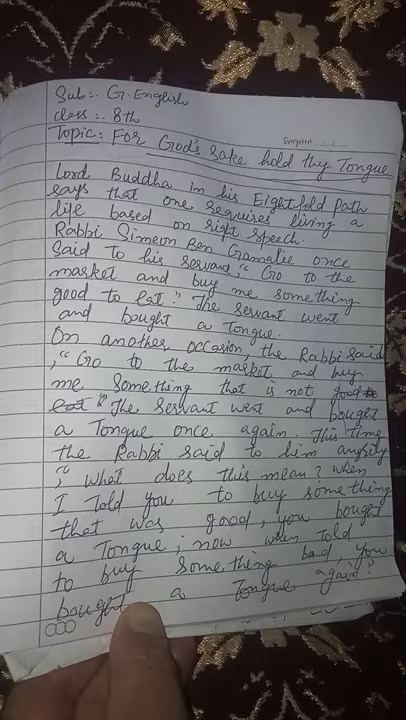 Sub:- G. English
class :- 8th
Topic: For God's sake hold thy Tongue
Lord Buddha in his Eightfold path
says that one requires living a
life based on right speech.
Rabbi Simeon Ben Gamalie once
Said to his servant," Go to the
market and buy me something
good to Eat." The servant went
and bought a Tongue.
On another occasion, the Rabbi said
," Go to the market and buy
me Something that is not good to
eat" The Servant went and bought
a Tongue once again. This time
the Rabbi said to him angrily
," What does this mean? when
I Told you to buy something
that was good, you bought
a Tongue; now when told
to buy Something bad, you
bought a Tongue again?